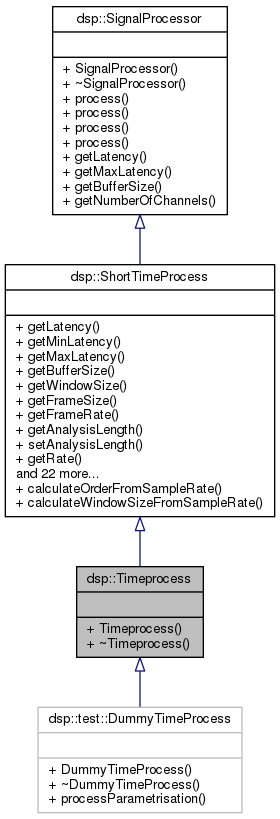 dsp::SignalProcessor
+ SignalProcessor()
+ ~SignalProcessor()
+ process()
+ process()
+ process()
+ process()
+ getLatency()
+ getMaxLatency()
+ getBufferSize()
+ getNumberOfChannels()
dsp::ShortTimeProcess
+ getLatency()
+ getMinLatency()
+ getMaxLatency()
+ getBufferSize()
+ getWindowSize()
+ getFrameSize()
+ getFrameRate()
+ getAnalysisLength()
+ setAnalysisLength()
+ getRate()
and 22 more...
+ calculateOrderFromSampleRate()
+ calculateWindowSizeFromSampleRate()
dsp::Timeprocess
+ Timeprocess()
+ ~Timeprocess()
dsp::test::DummyTimeProcess
+ DummyTimeProcess()
+ ~DummyTimeProcess()
+ processParametrisation()